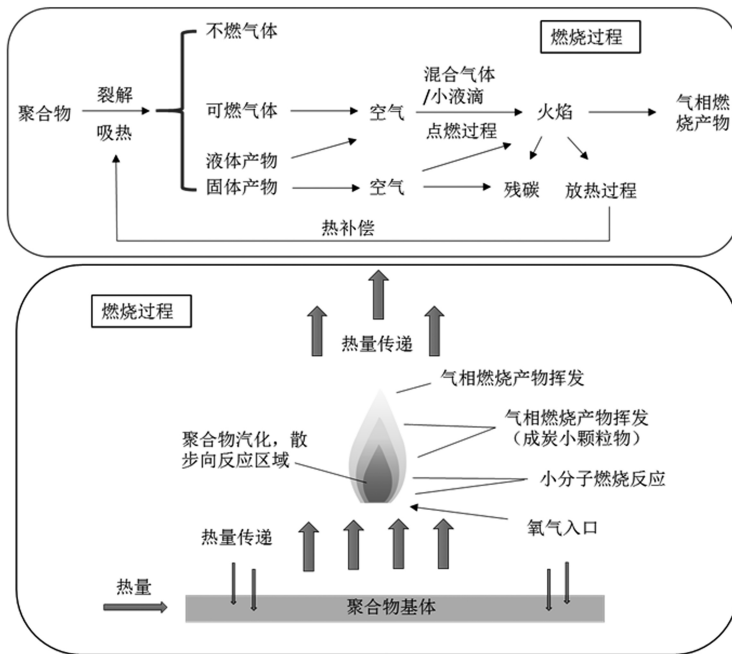 燃烧过程
不燃气体
聚合物
裂解
吸热
可燃气体
液体产物
固体产物
空气
空气
混合气体
/小液滴
点燃过程
火焰
气相燃
烧产物
残碳
放热过程
热补偿
燃烧过程
热量传递
气相燃烧产物挥发
气相燃烧产物挥发
（成炭小颗粒物）
聚合物汽化，散
步向反应区域
小分子燃烧反应
氧气入口
热量传递
热量
聚合物基体